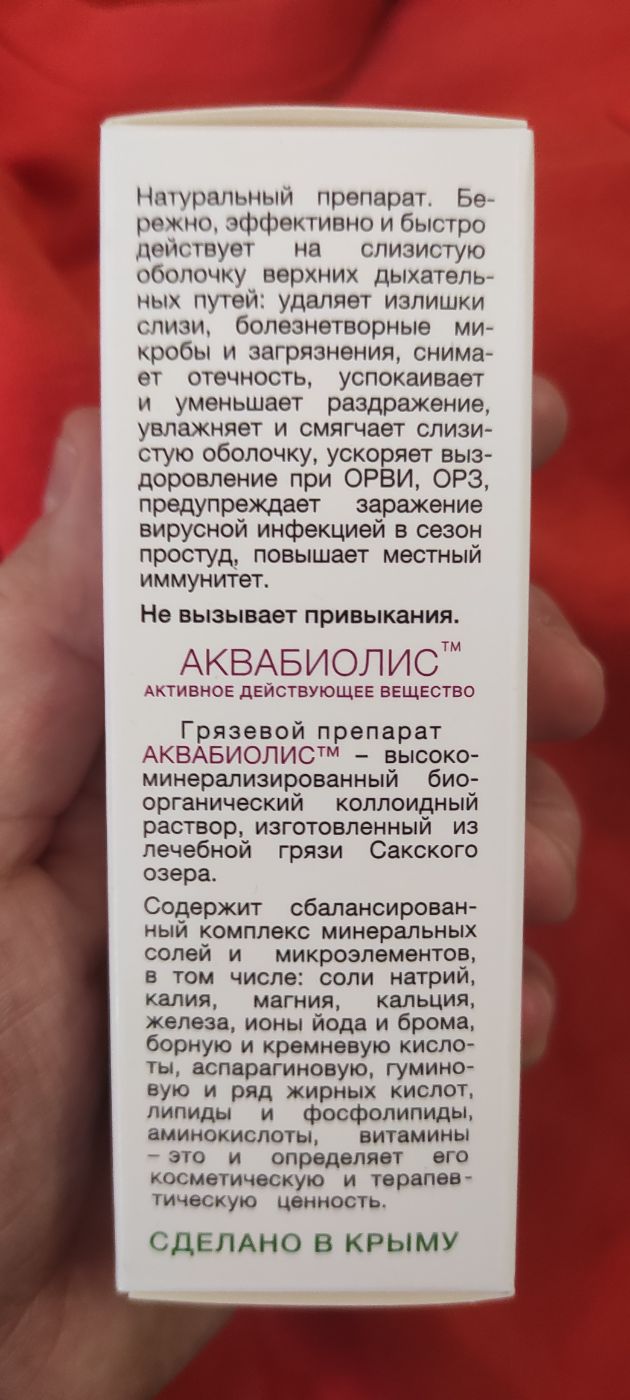 Натуральный препарат. Бе-
режно, эффективно и быстро
действует на слизистую
оболочку верхних дыхатель-
ных путей: удаляет излишки
слизи, болезнетворные ми-
кробы и загрязнения, снима-
ет отечность, успокаивает
и уменьшает раздражение,
увлажняет и смягчает слизи-
стую оболочку, ускоряет выз-
доровление при ОРВИ, ОРЗ,
предупреждает заражение
вирусной инфекцией в сезон
простуд, повышает местный
иммунитет.
Не вызывает привыкания.
АКВАБИОЛИС™
АКТИВНОЕ ДЕЙСТВУЮЩЕЕ ВЕЩЕСТВО
Грязевой препарат
АКВАБИОЛИС™ – высоко-
минерализированный био-
органический коллоидный
раствор, изготовленный из
лечебной грязи Сакского
озера.
Содержит сбалансирован-
ный комплекс минеральных
солей и микроэлементов,
в том числе: соли натрий,
калия, магния, кальция,
железа, ионы йода и брома,
борную и кремневую кисло-
ты, аспарагиновую, гумино-
вую и ряд жирных кислот,
липиды и фосфолипиды,
аминокислоты, витамины
– это и определяет его
косметическую и терапев-
тическую ценность.
СДЕЛАНО В КРЫМУ